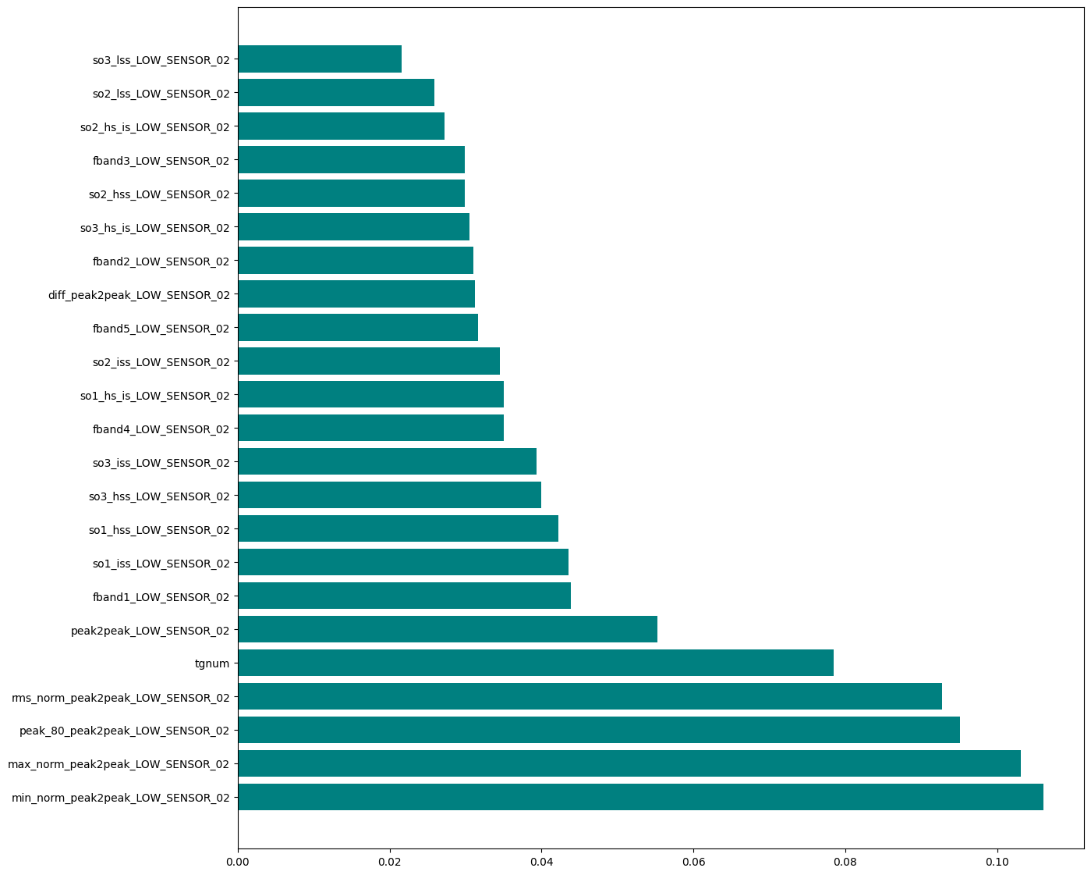 so3_lss_LOW_SENSOR_02
so2_lss_LOW_SENSOR_02
so2_hs_is_LOW_SENSOR_02
fband3_LOW_SENSOR_02
so2_hss_LOW_SENSOR_02
so3_hs_is_LOW_SENSOR_02
fband2_LOW_SENSOR_02
diff_peak2peak_LOW_SENSOR_02
fband5_LOW_SENSOR_02
so2_iss_LOW_SENSOR_02
so1_hs_is_LOW_SENSOR_02
fband4_LOW_SENSOR_02
so3_iss_LOW_SENSOR_02
so3_hss_LOW_SENSOR_02
so1_hss_LOW_SENSOR_02
so1_iss_LOW_SENSOR_02
fband1_LOW_SENSOR_02
peak2peak_LOW_SENSOR_02
tgnum
rms_norm_peak2peak_LOW_SENSOR_02
peak_80_peak2peak_LOW_SENSOR_02
max_norm_peak2peak_LOW_SENSOR_02
min_norm_peak2peak_LOW_SENSOR_02
0.00 0.02 0.04 0.06 0.08 0.10